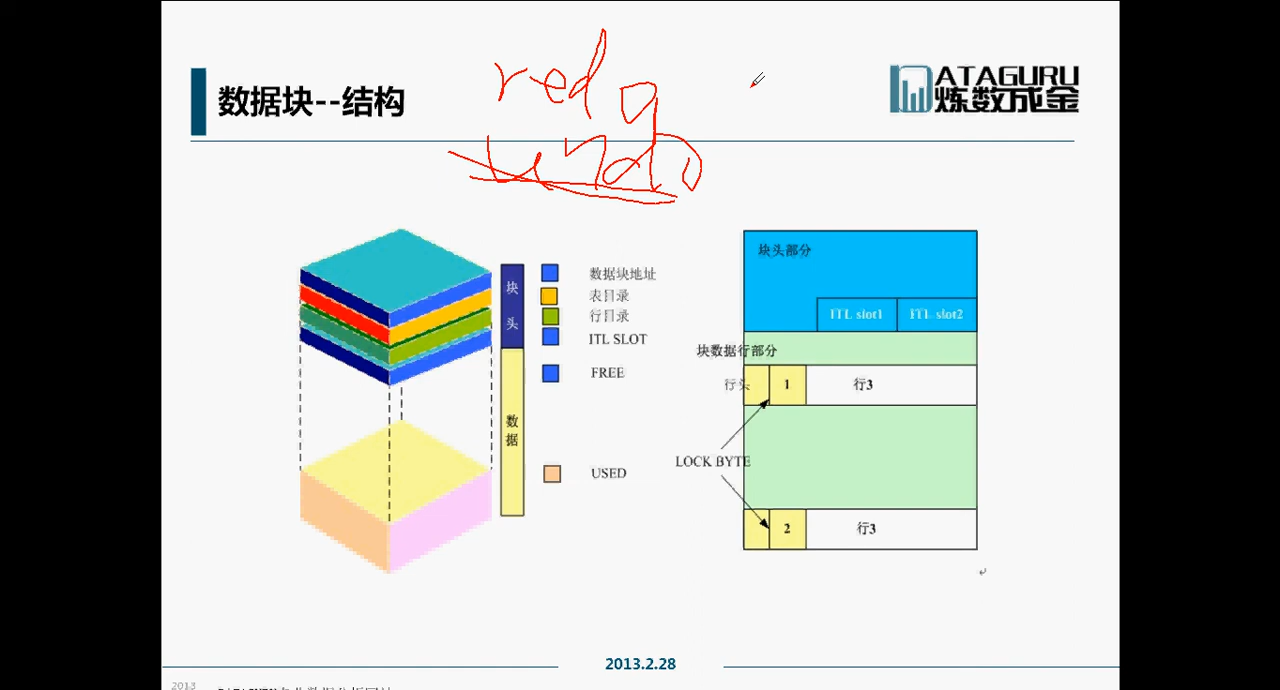 redo
undo
数据块--结构
ATAGURU
炼数成金
块头
数据
数据块地址
表目录
行目录
ITL SLOT
FREE
USED
块头部分
ITL slot1
ITL slot2
块数据行部分
行头
1
行3
LOCK BYTE
2
行3
2013.2.28
2013